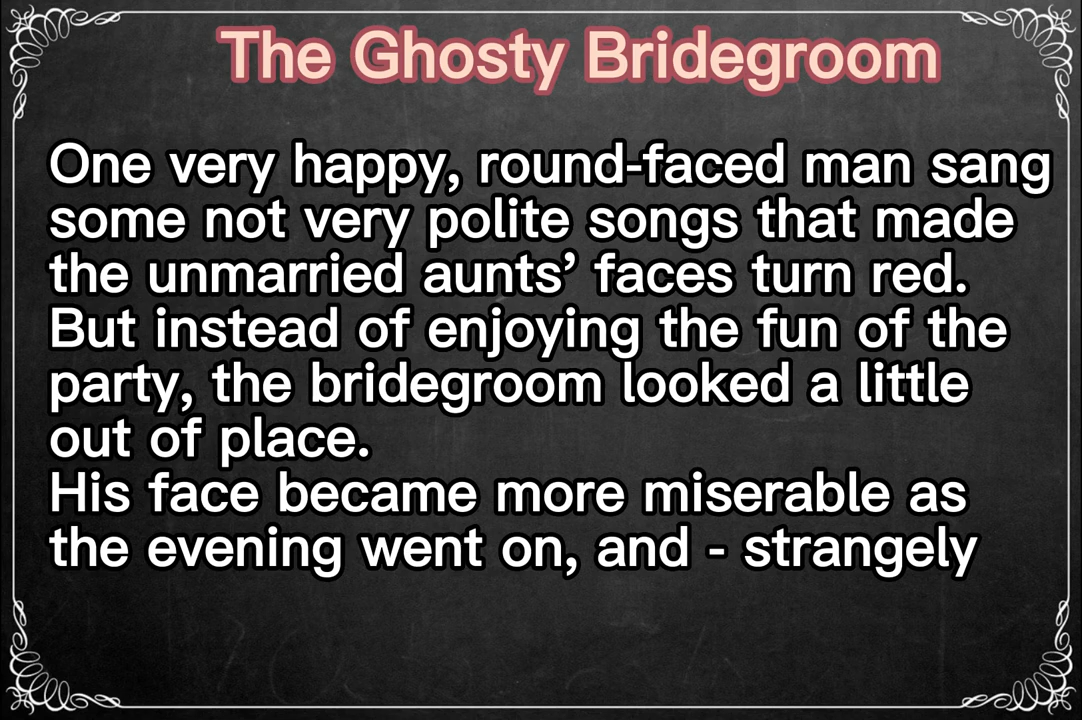 The Ghosty Bridegroom
One very happy, round-faced man sang
some not very polite songs that made
the unmarried aunts’ faces turn red.
But instead of enjoying the fun of the
party, the bridegroom looked a little
out of place.
His face became more miserable as
the evening went on, and - strangely